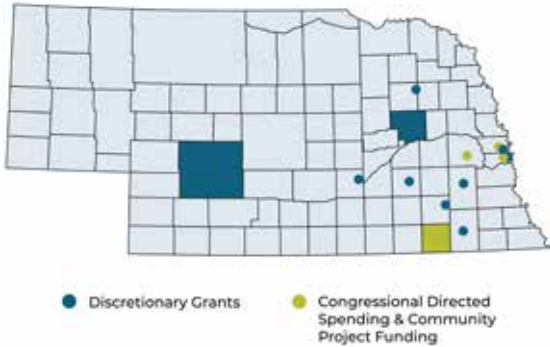 Discretionary Grants
Congressional Directed
Spending & Community
Project Funding